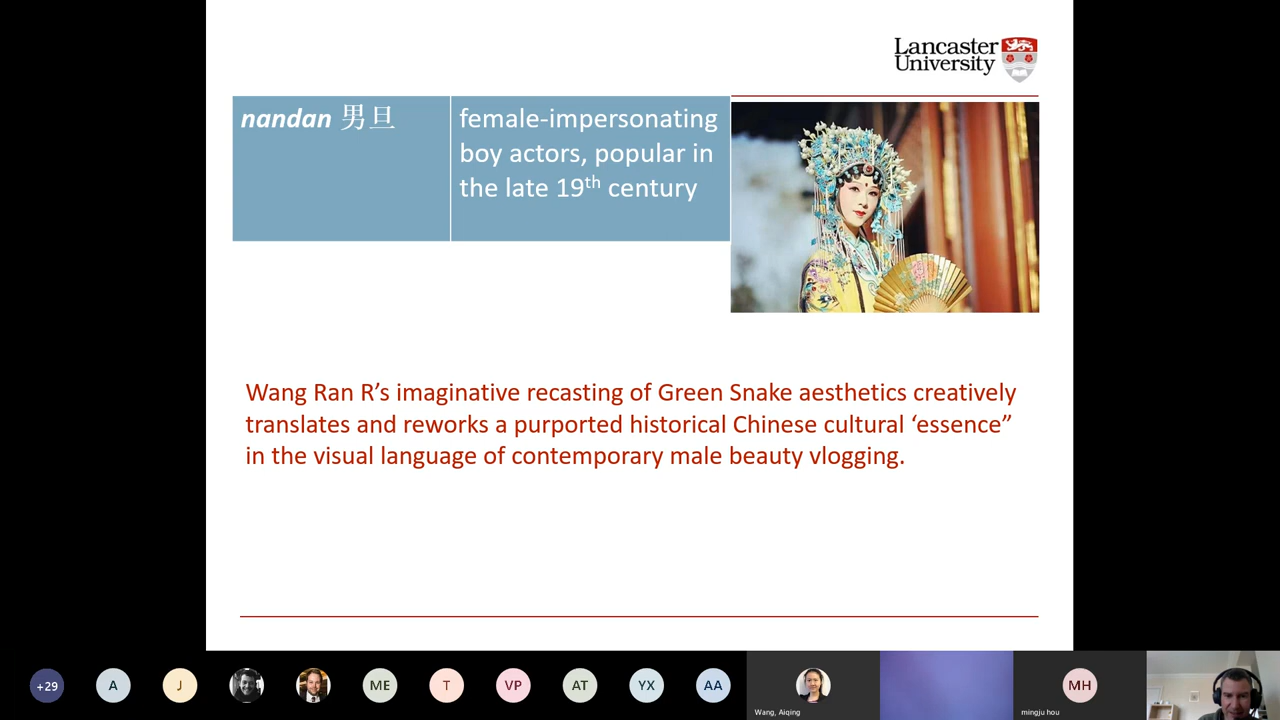 Lancaster
University
nandan 男旦
female-impersonating
boy actors, popular in
the late 19th century
Wang Ran R’s imaginative recasting of Green Snake aesthetics creatively
translates and reworks a purported historical Chinese cultural ‘essence”
in the visual language of contemporary male beauty vlogging.
+29
A
J
ME
T
VP
AT
YX
AA
Wang, Aiqing
MH
mingju hou